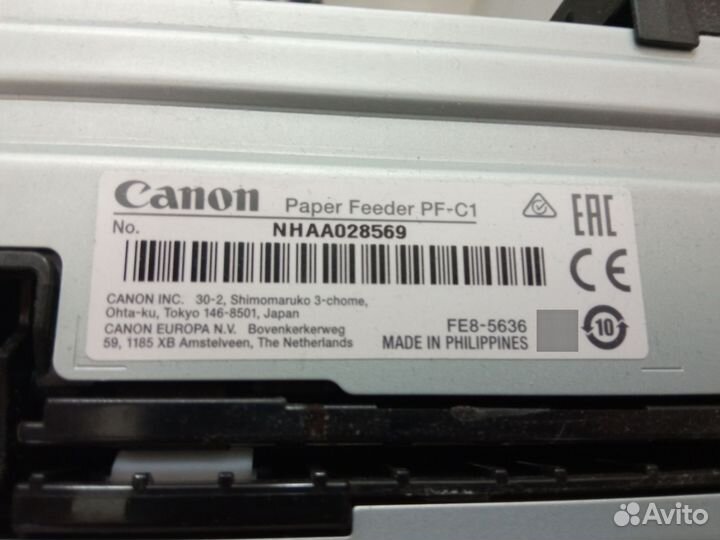 Canon Paper Feeder PF-C1
No. NHAA028569
EAC
CE
CANON INC. 30-2, Shimomaruko 3-chome,
Ohta-ku, Tokyo 146-8501, Japan
CANON EUROPA N.V. Bovenkerkerweg
59, 1185 XB Amstelveen, The Netherlands
FE8-5636
MADE IN PHILIPPINES
10
Avito